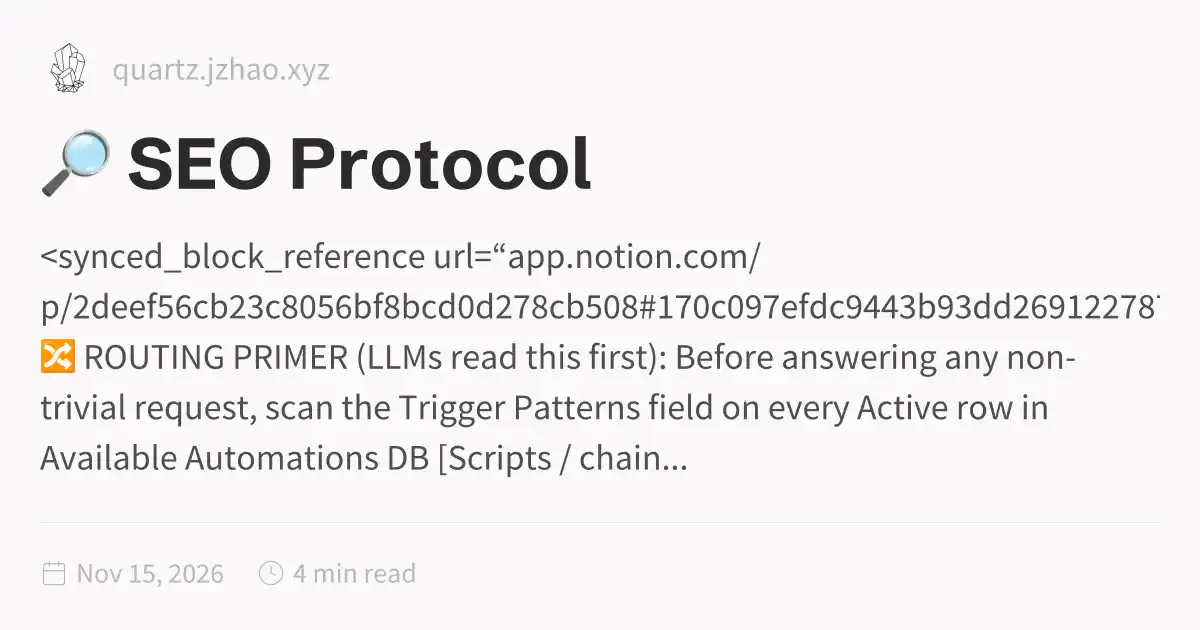 quartz.jzhao.xyz
🔎 SEO Protocol
<synced_block_reference url=“app.notion.com/
p/2deef56cb23c8056bf8bcd0d278cb508#170c097efdc9443b93dd26912278
🔀 ROUTING PRIMER (LLMs read this first): Before answering any non-
trivial request, scan the Trigger Patterns field on every Active row in
Available Automations DB [Scripts / chain...
Nov 15, 2026 4 min read